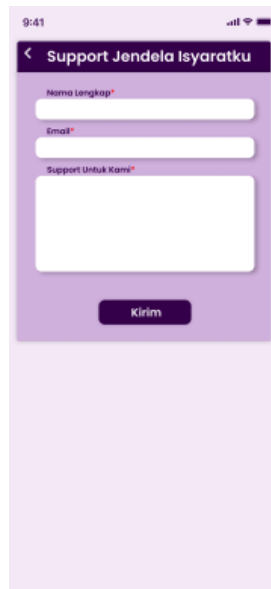 9:41
Support Jendela Isyaratku
Nama Lengkap*
Email*
Support Untuk Kami*
Kirim